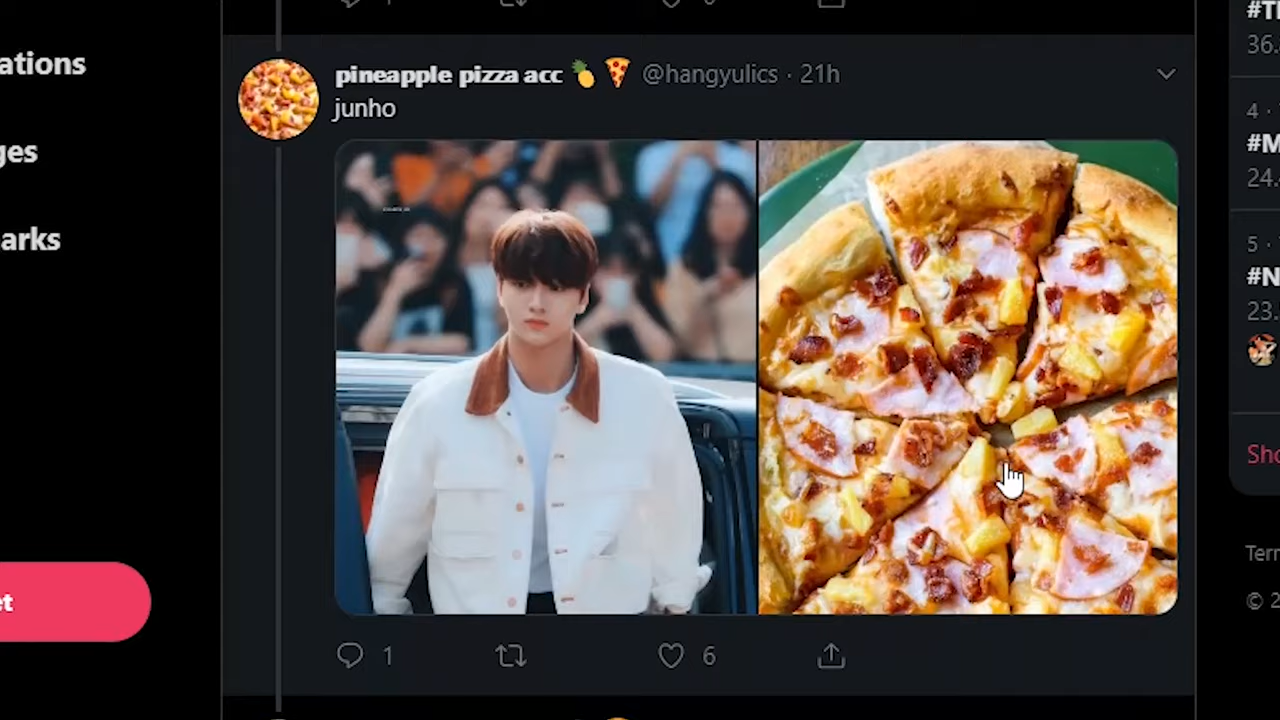 ations
ges
arks
et
pineapple pizza acc 🍍🍕 @hangyulics · 21h
junho
1
6
36.
4 ·
#M
24.
5 ·
#N
23.
Sho
Terr
© 2